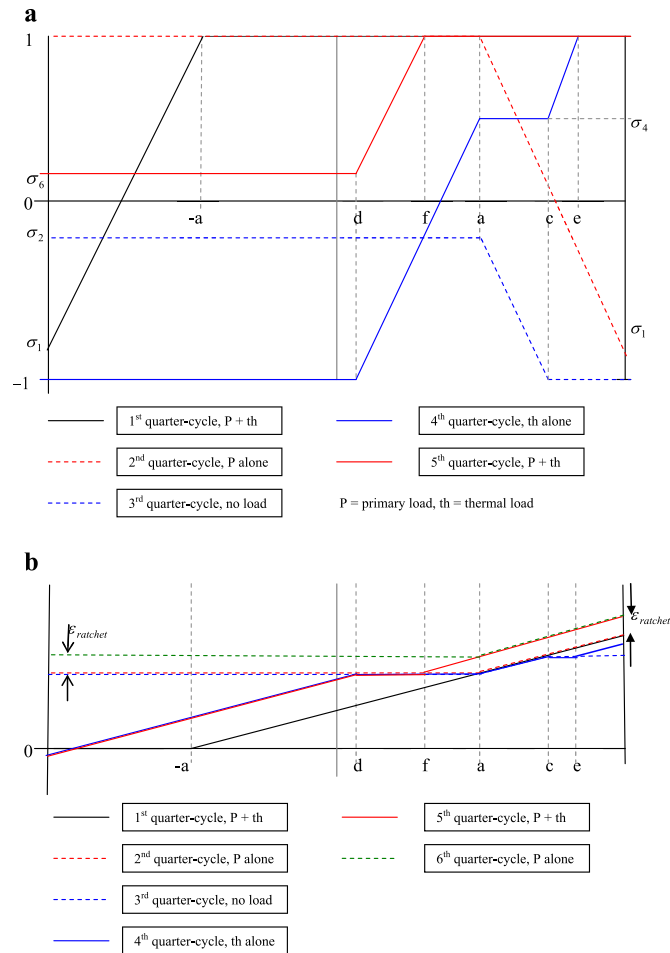 a
1
σ4
σ6
0
-a
d
f
a
c
e
σ2
σ1
σ1
−1
1st quarter-cycle, P + th
4th quarter-cycle, th alone
2nd quarter-cycle, P alone
5th quarter-cycle, P + th
3rd quarter-cycle, no load
P = primary load, th = thermal load
b
εratchet
εratchet
0
-a
d
f
a
c
e
1st quarter-cycle, P + th
5th quarter-cycle, P + th
2nd quarter-cycle, P alone
6th quarter-cycle, P alone
3rd quarter-cycle, no load
4th quarter-cycle, th alone